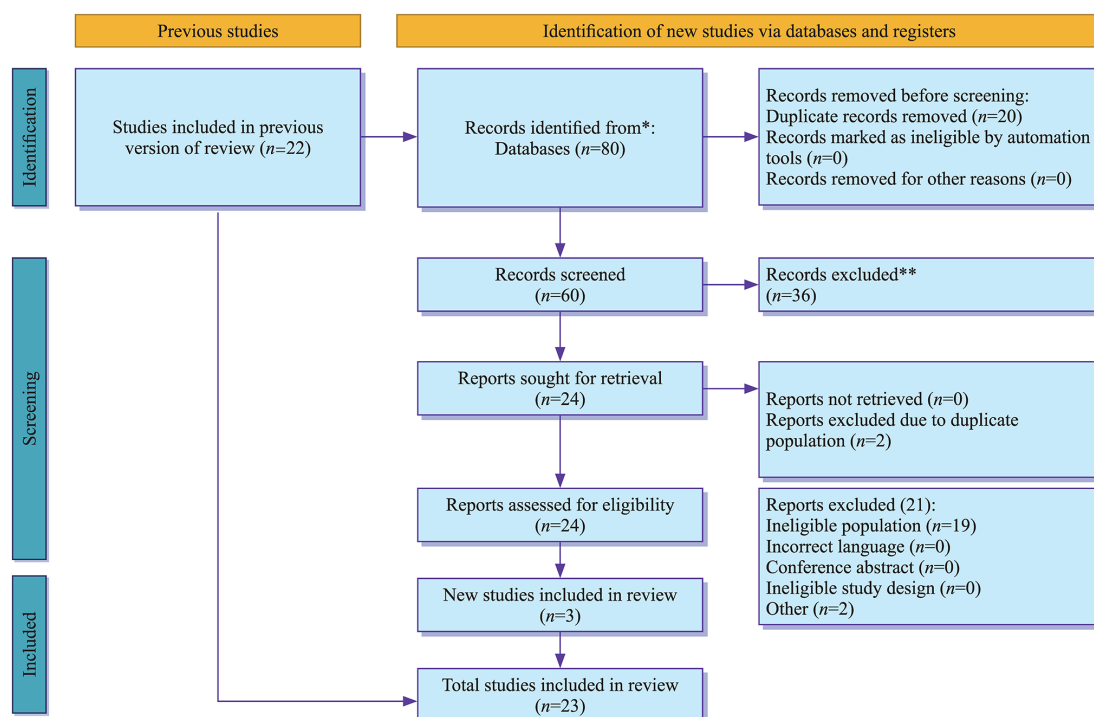 Previous studies
Identification of new studies via databases and registers
Identification
Studies included in previous
version of review (n=22)
Records identified from*:
Databases (n=80)
Records removed before screening:
Duplicate records removed (n=20)
Records marked as ineligible by automation
tools (n=0)
Records removed for other reasons (n=0)
Screening
Records screened
(n=60)
Records excluded**
(n=36)
Reports sought for retrieval
(n=24)
Reports not retrieved (n=0)
Reports excluded due to duplicate
population (n=2)
Reports assessed for eligibility
(n=24)
Reports excluded (21):
Ineligible population (n=19)
Incorrect language (n=0)
Conference abstract (n=0)
Ineligible study design (n=0)
Other (n=2)
Included
New studies included in review
(n=3)
Total studies included in review
(n=23)